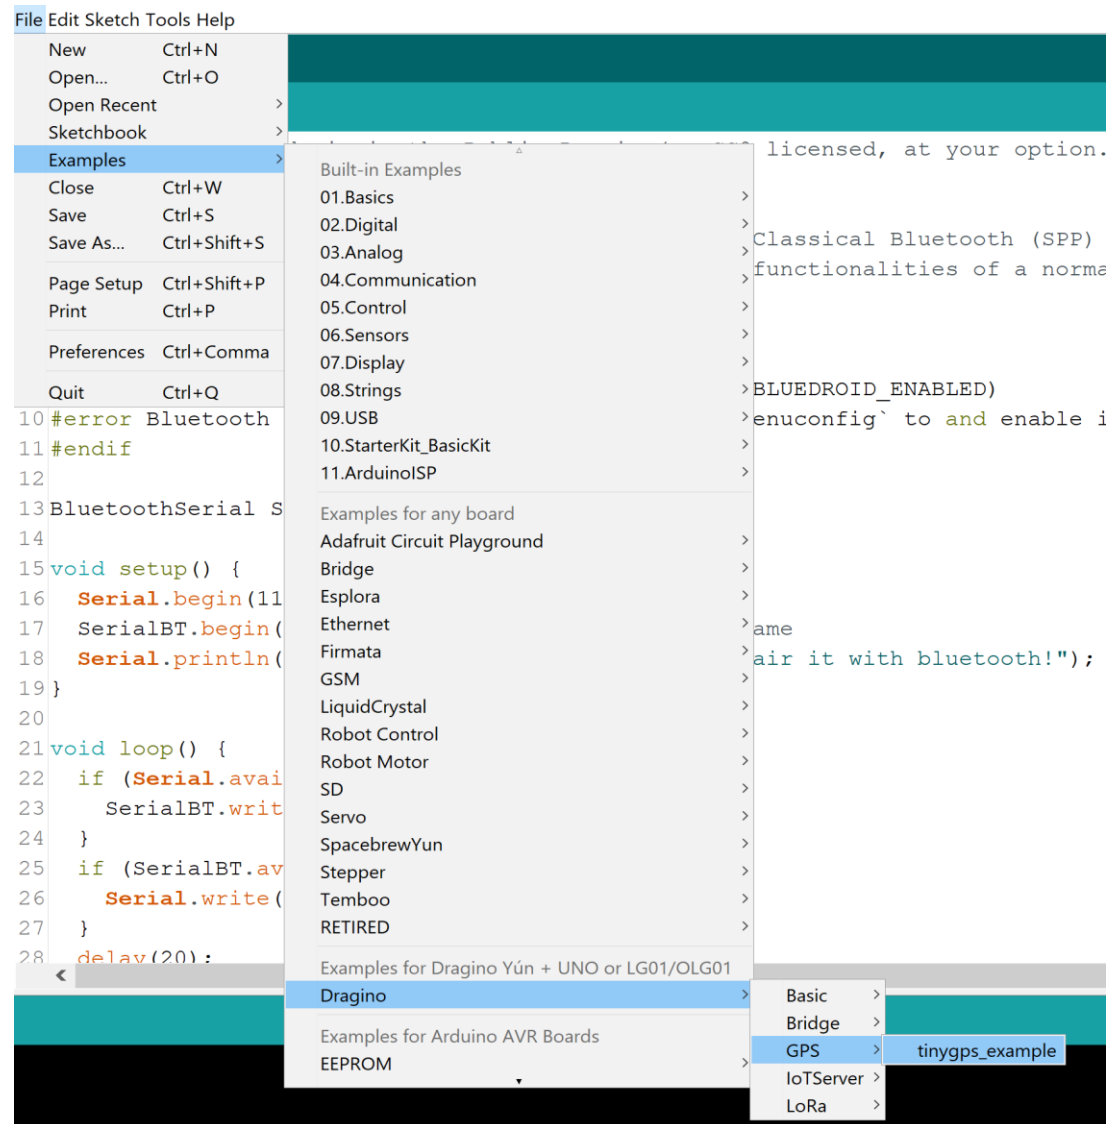 File Edit Sketch Tools Help
New Ctrl+N
Open... Ctrl+O
Open Recent
Sketchbook
Examples
Close Ctrl+W
Save Ctrl+S
Save As... Ctrl+Shift+S
Page Setup Ctrl+Shift+P
Print Ctrl+P
Preferences Ctrl+Comma
Quit Ctrl+Q
Built-in Examples
01.Basics
02.Digital
03.Analog
04.Communication
05.Control
06.Sensors
07.Display
08.Strings
09.USB
10.StarterKit_BasicKit
11.ArduinoISP
Examples for any board
Adafruit Circuit Playground
Bridge
Esplora
Ethernet
Firmata
GSM
LiquidCrystal
Robot Control
Robot Motor
SD
Servo
SpacebrewYun
Stepper
Temboo
RETIRED
Examples for Dragino Yún + UNO or LG01/OLG01
Dragino
Examples for Arduino AVR Boards
EEPROM
Basic
Bridge
GPS
IoTServer
LoRa
tinygps_example
licensed, at your option.
Classical Bluetooth (SPP)
functionalities of a norma
BLUEDROID_ENABLED)
10 #error Bluetooth enuconfig` to and enable i
11 #endif
12
13 BluetoothSerial S
14
15 void setup() {
16 Serial.begin(11
17 SerialBT.begin( ame
18 Serial.println( air it with bluetooth!");
19 }
20
21 void loop() {
22 if (Serial.avai
23 SerialBT.writ
24 }
25 if (SerialBT.av
26 Serial.write(
27 }
28 delay(20);